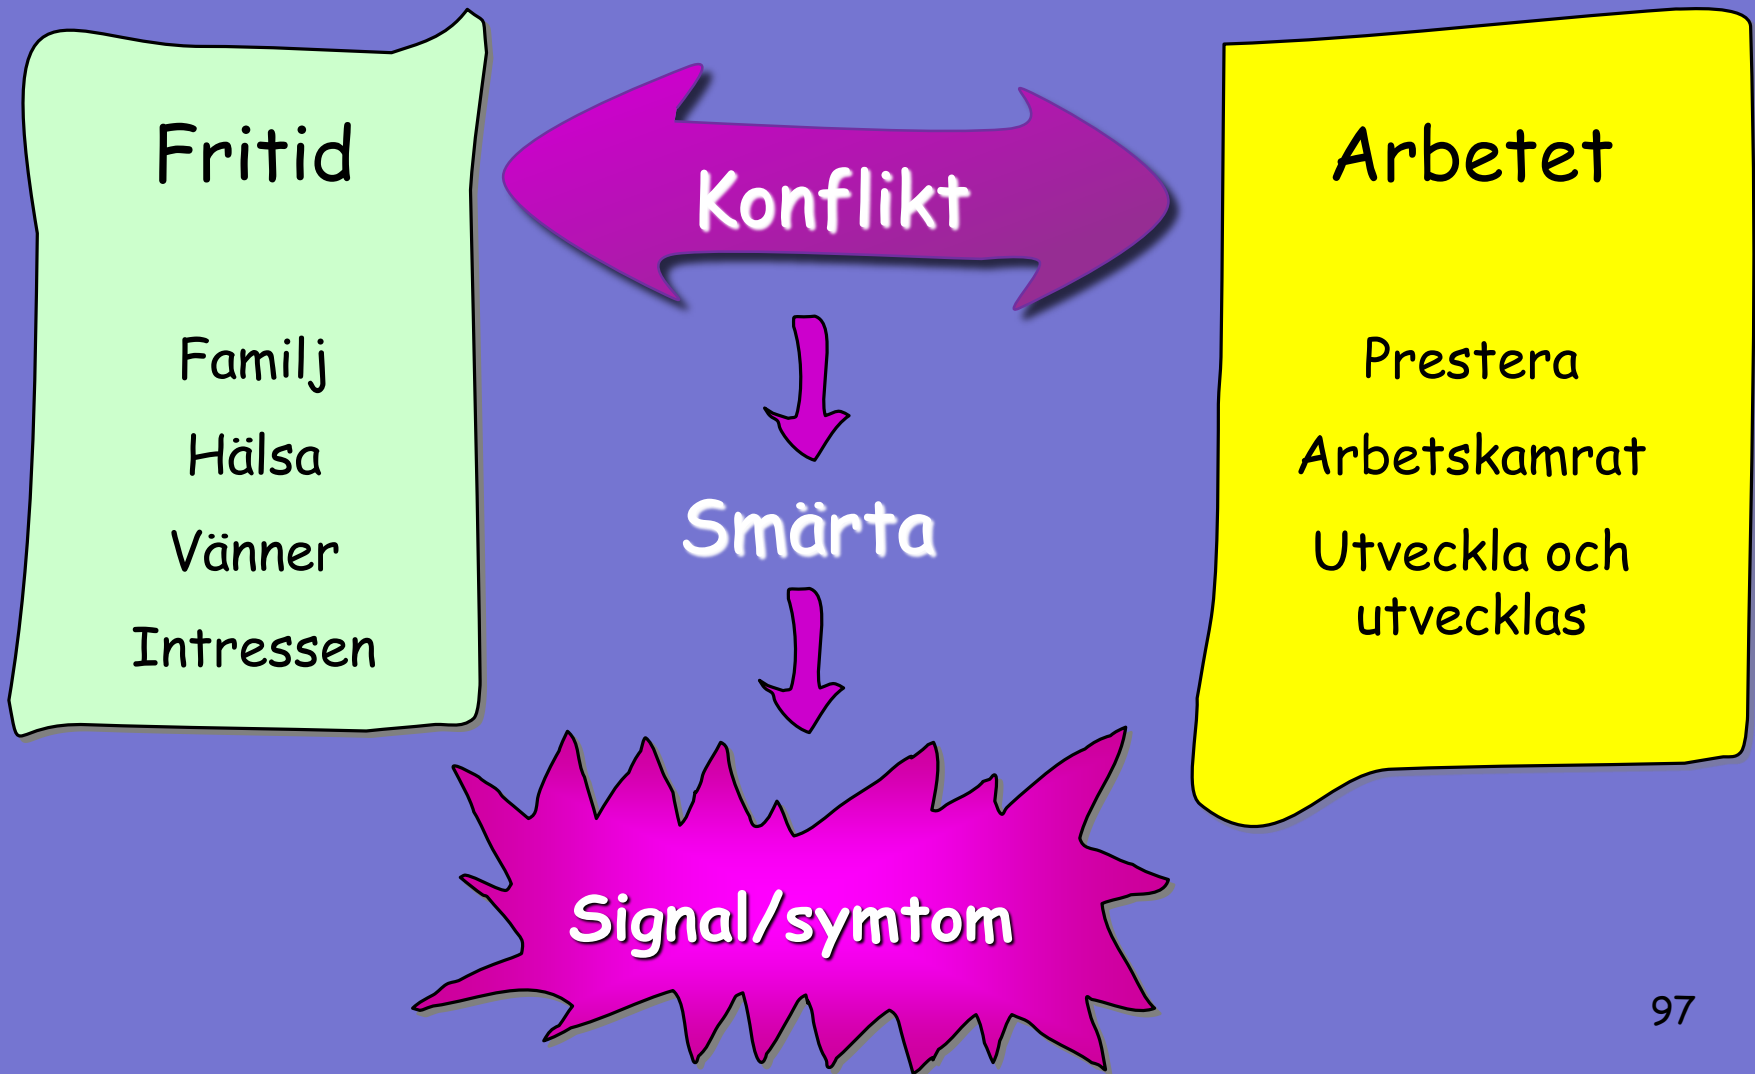 Fritid
Familj
Hälsa
Vänner
Intressen
Konflikt
Smärta
Signal/symtom
Arbetet
Prestera
Arbetskamrat
Utveckla och
utvecklas
97